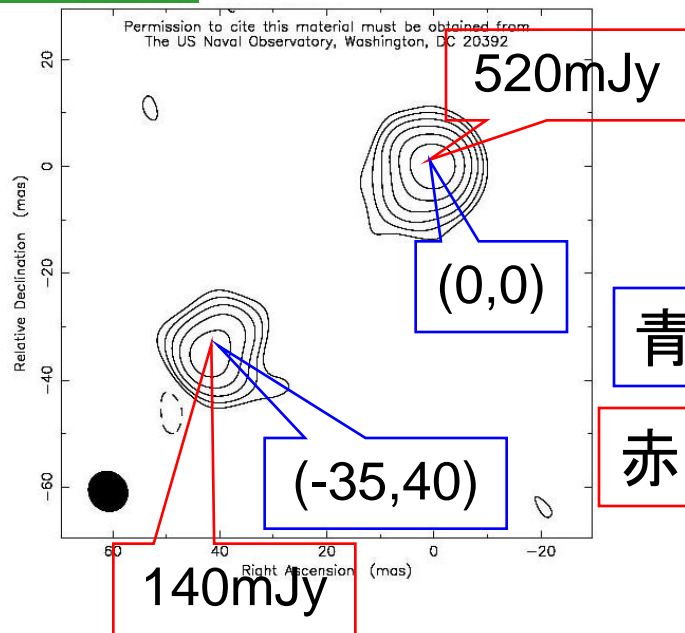 Permission to cite this material must be obtained from
The US Naval Observatory, Washington, DC 20392
520mJy
20
0
-20
-40
-60
Relative Declination (mas)
(0,0)
青
赤
(-35,40)
60
40
20
0
-20
Right Ascension (mas)
140mJy